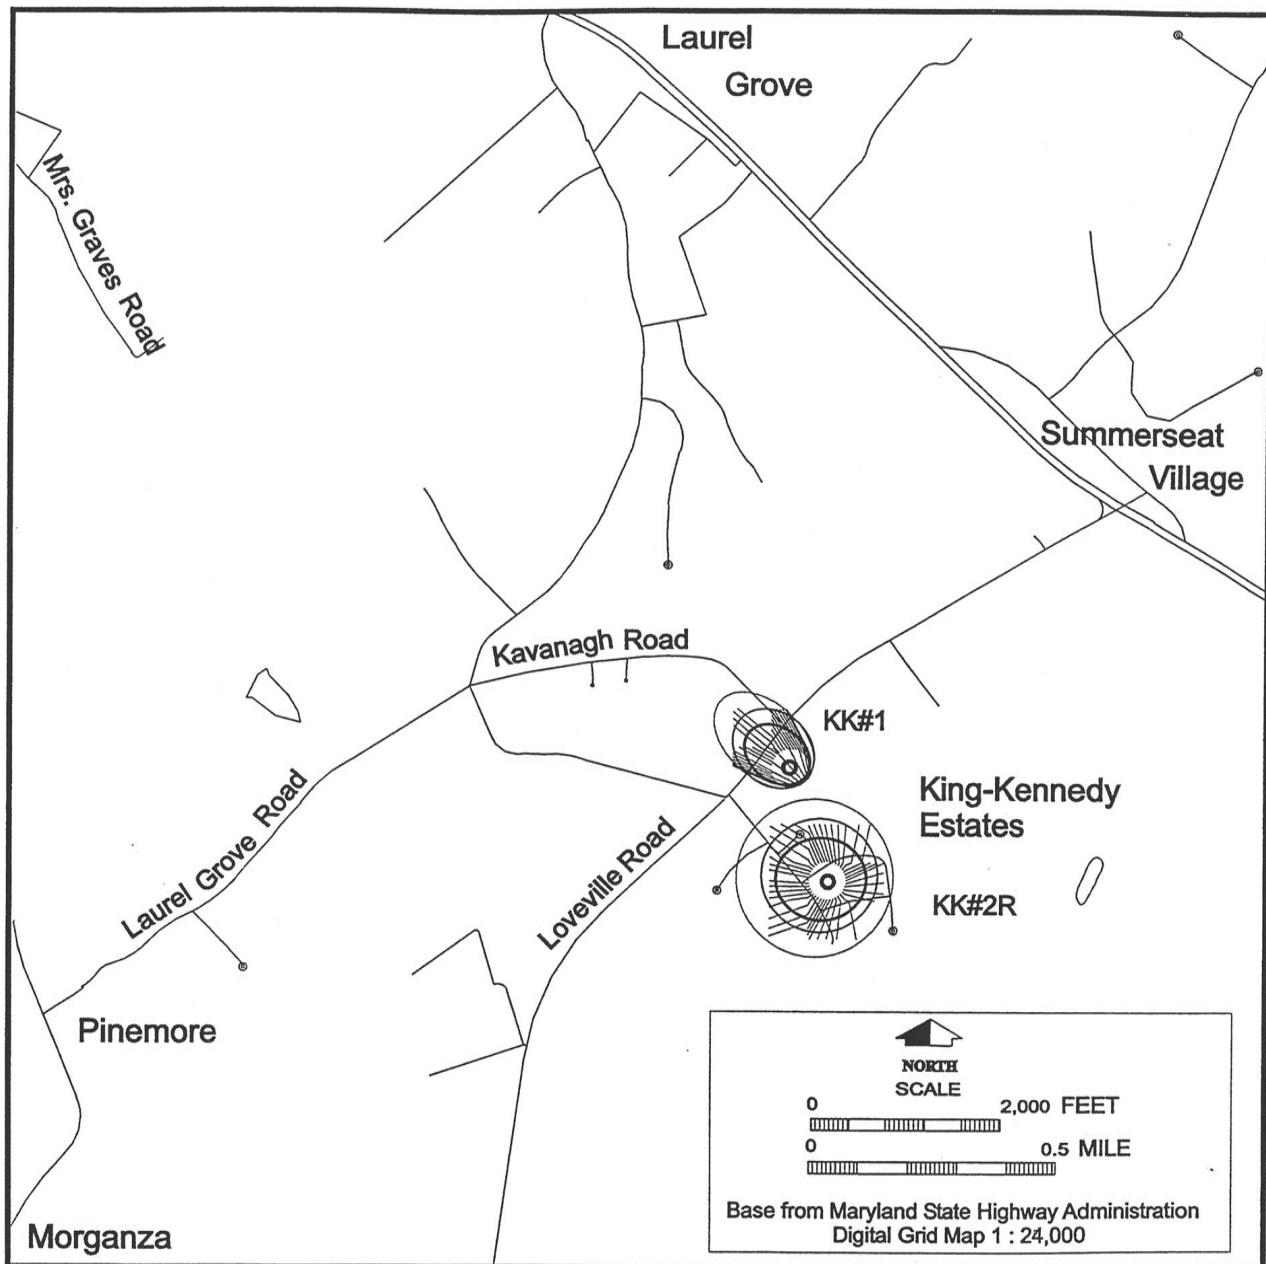 Laurel
Grove
Mrs. Graves Road
Summerseat
Village
Kavanagh Road
KK#1
King-Kennedy
Estates
Laurel Grove Road
Loveville Road
KK#2R
Pinemore
NORTH
SCALE
0 2,000 FEET
0 0.5 MILE
Base from Maryland State Highway Administration
Digital Grid Map 1 : 24,000
Morganza